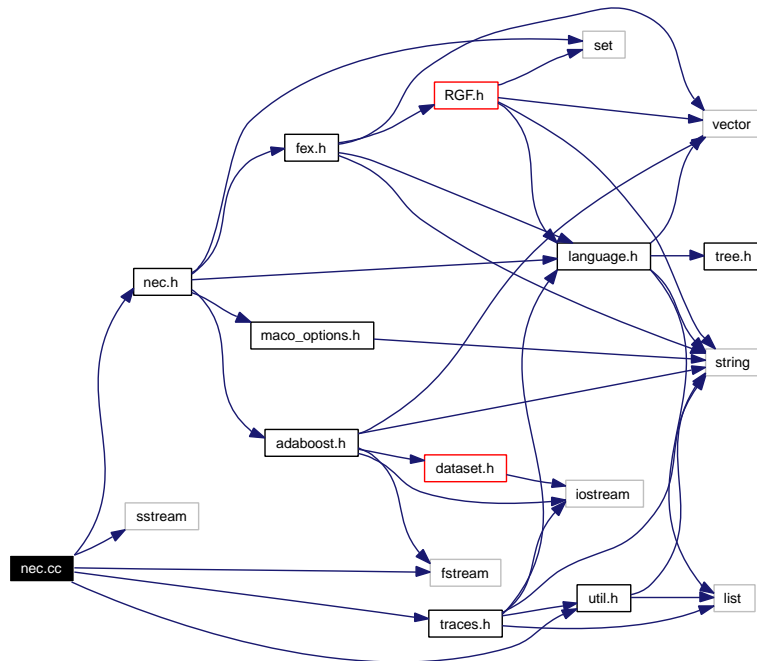 set
RGF.h
vector
fex.h
language.h
tree.h
nec.h
maco_options.h
string
adaboost.h
dataset.h
iostream
sstream
nec.cc
fstream
util.h
list
traces.h